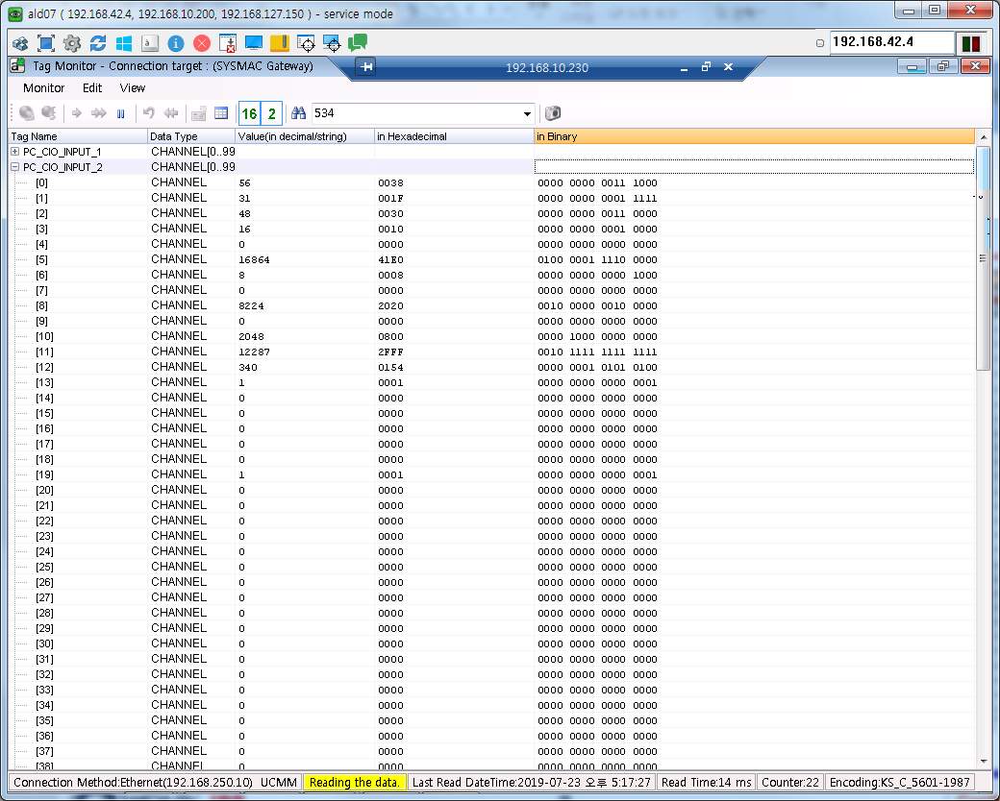 ald07 ( 192.168.42.4, 192.168.10.200, 192.168.127.150 ) - service mode
192.168.42.4
Tag Monitor - Connection target : (SYSMAC Gateway)
192.168.10.230
Monitor Edit View
16 2 534
Tag Name Data Type Value(in decimal/string) in Hexadecimal in Binary
PC_CIO_INPUT_1 CHANNEL[0..99
PC_CIO_INPUT_2 CHANNEL[0..99
[0] CHANNEL 56 0038 0000 0000 0011 1000
[1] CHANNEL 31 001F 0000 0000 0001 1111
[2] CHANNEL 48 0030 0000 0000 0011 0000
[3] CHANNEL 16 0010 0000 0000 0001 0000
[4] CHANNEL 0 0000 0000 0000 0000 0000
[5] CHANNEL 16864 41E0 0100 0001 1110 0000
[6] CHANNEL 8 0008 0000 0000 0000 1000
[7] CHANNEL 0 0000 0000 0000 0000 0000
[8] CHANNEL 8224 2020 0010 0000 0010 0000
[9] CHANNEL 0 0000 0000 0000 0000 0000
[10] CHANNEL 2048 0800 0000 1000 0000 0000
[11] CHANNEL 12287 2FFF 0010 1111 1111 1111
[12] CHANNEL 340 0154 0000 0001 0101 0100
[13] CHANNEL 1 0001 0000 0000 0000 0001
[14] CHANNEL 0 0000 0000 0000 0000 0000
[15] CHANNEL 0 0000 0000 0000 0000 0000
[16] CHANNEL 0 0000 0000 0000 0000 0000
[17] CHANNEL 0 0000 0000 0000 0000 0000
[18] CHANNEL 0 0000 0000 0000 0000 0000
[19] CHANNEL 1 0001 0000 0000 0000 0001
[20] CHANNEL 0 0000 0000 0000 0000 0000
[21] CHANNEL 0 0000 0000 0000 0000 0000
[22] CHANNEL 0 0000 0000 0000 0000 0000
[23] CHANNEL 0 0000 0000 0000 0000 0000
[24] CHANNEL 0 0000 0000 0000 0000 0000
[25] CHANNEL 0 0000 0000 0000 0000 0000
[26] CHANNEL 0 0000 0000 0000 0000 0000
[27] CHANNEL 0 0000 0000 0000 0000 0000
[28] CHANNEL 0 0000 0000 0000 0000 0000
[29] CHANNEL 0 0000 0000 0000 0000 0000
[30] CHANNEL 0 0000 0000 0000 0000 0000
[31] CHANNEL 0 0000 0000 0000 0000 0000
[32] CHANNEL 0 0000 0000 0000 0000 0000
[33] CHANNEL 0 0000 0000 0000 0000 0000
[34] CHANNEL 0 0000 0000 0000 0000 0000
[35] CHANNEL 0 0000 0000 0000 0000 0000
[36] CHANNEL 0 0000 0000 0000 0000 0000
[37] CHANNEL 0 0000 0000 0000 0000 0000
[38] CHANNEL 0 0000 0000 0000 0000 0000
Connection Method:Ethernet(192.168.250.10) UCMM Reading the data. Last Read DateTime:2019-07-23 오후 5:17:27 Read Time:14 ms Counter:22 Encoding:KS_C_5601-1987